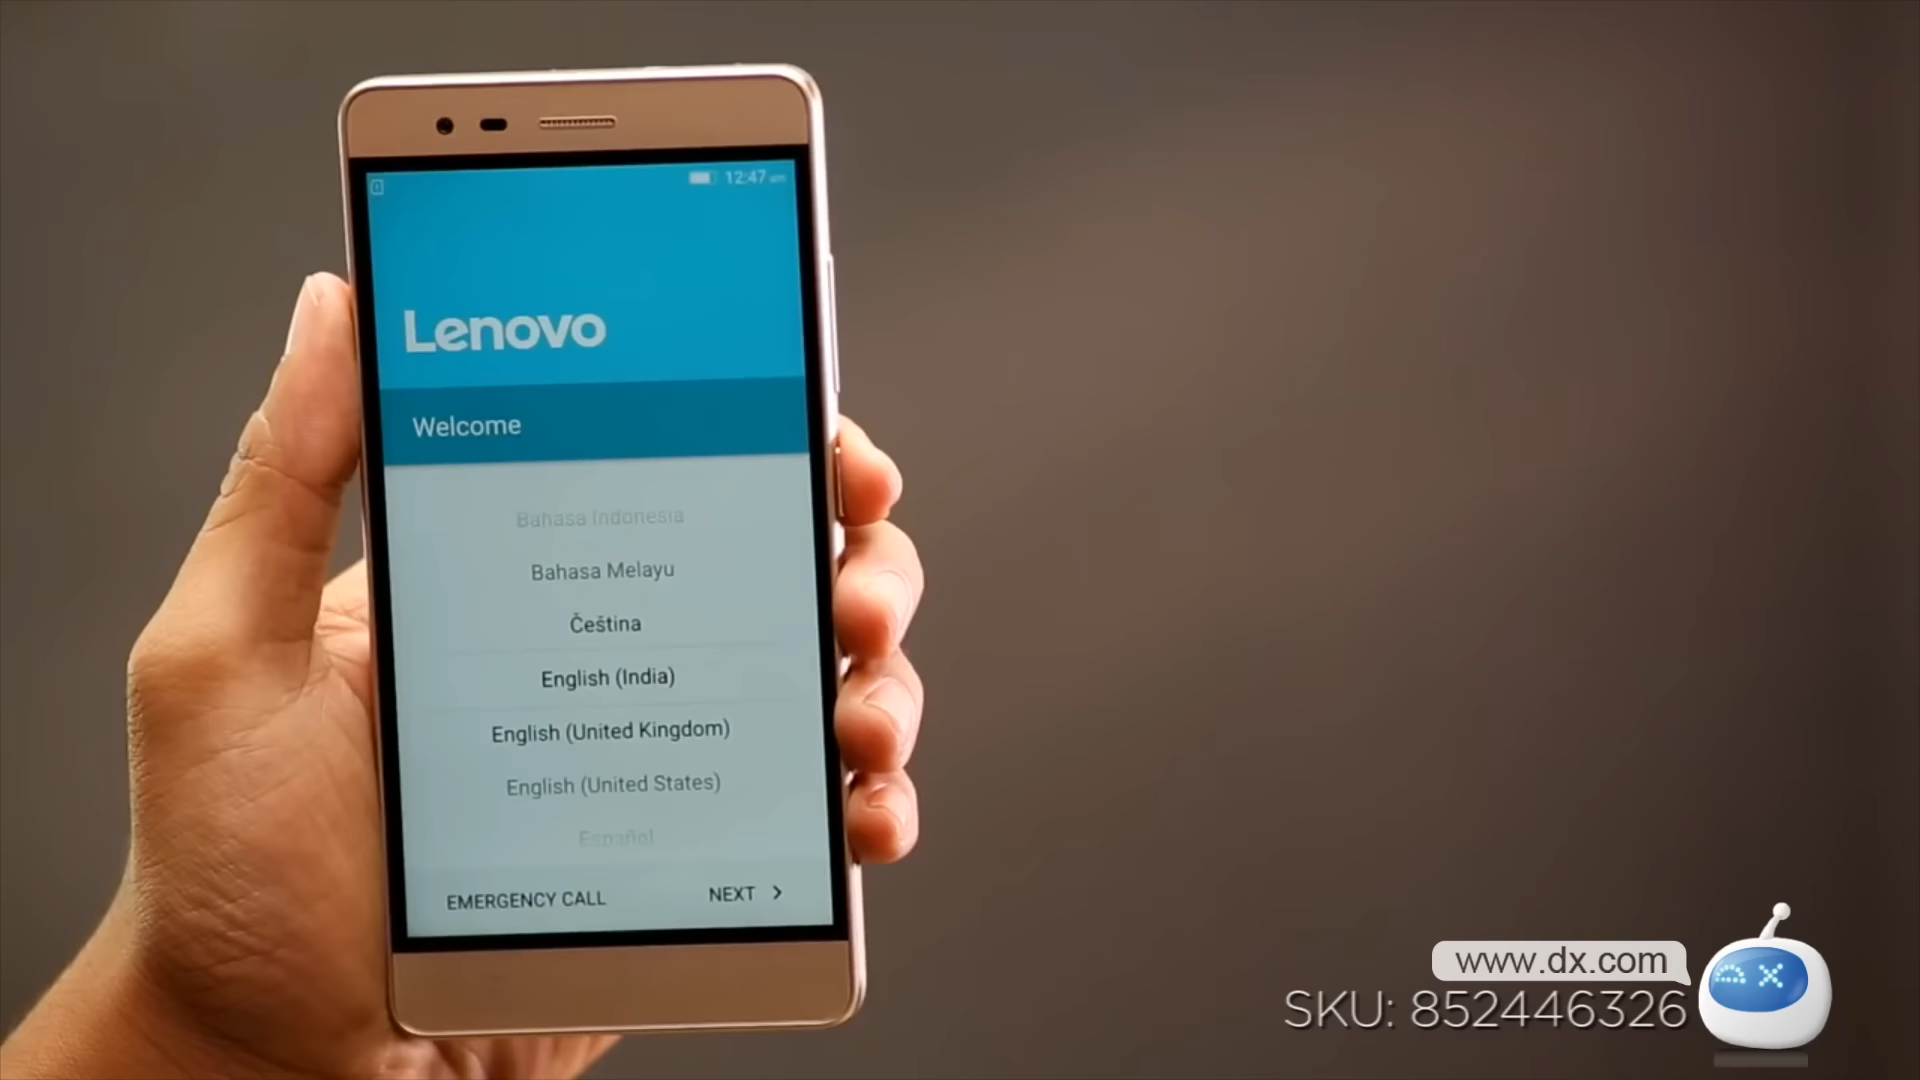 12:47
Lenovo
Welcome
Bahasa Indonesia
Bahasa Melayu
Čeština
English (India)
English (United Kingdom)
English (United States)
Español
EMERGENCY CALL
NEXT
www.dx.com
SKU: 852446326